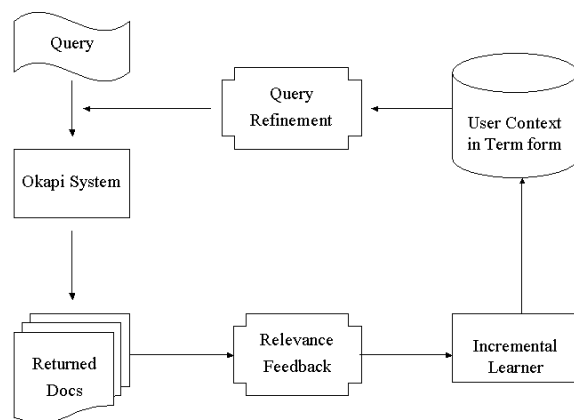 Query
Query
Refinement
User Context
in Term form
Okapi System
Returned
Docs
Relevance
Feedback
Incremental
Learner